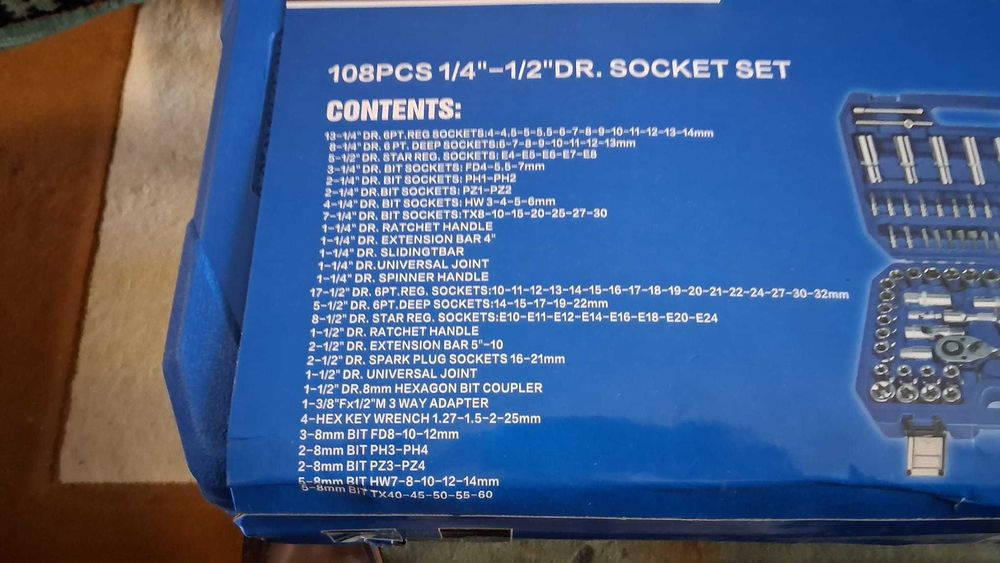 108PCS 1/4"-1/2"DR. SOCKET SET
CONTENTS:
13-1/4" DR. 6PT.REG SOCKETS:4-4.5-5-5.5-6-7-8-9-10-11-12-13-14mm
8-1/4" DR. 6 PT. DEEP SOCKETS:6-7-8-9-10-11-12-13mm
5-1/2" DR. STAR REG. SOCKETS: E4-E5-E6-E7-E8
3-1/4" DR. BIT SOCKETS: FD4-5.5-7mm
2-1/4" DR. BIT SOCKETS: PH1-PH2
2-1/4" DR.BIT SOCKETS: PZ1-PZ2
4-1/4" DR. BIT SOCKETS: HW 3-4-5-6mm
7-1/4" DR. BIT SOCKETS:TX8-10-15-20-25-27-30
1-1/4" DR. RATCHET HANDLE
1-1/4" DR. EXTENSION BAR 4"
1-1/4" DR. SLIDINGTBAR
1-1/4" DR.UNIVERSAL JOINT
1-1/4" DR. SPINNER HANDLE
17-1/2" DR. 6PT.REG. SOCKETS:10-11-12-13-14-15-16-17-18-19-20-21-22-24-27-30-32mm
5-1/2" DR. 6PT.DEEP SOCKETS:14-15-17-19-22mm
8-1/2" DR. STAR REG. SOCKETS:E10-E11-E12-E14-E16-E18-E20-E24
1-1/2" DR. RATCHET HANDLE
2-1/2" DR. EXTENSION BAR 5"-10
2-1/2" DR. SPARK PLUG SOCKETS 16-21mm
1-1/2" DR. UNIVERSAL JOINT
1-1/2" DR.8mm HEXAGON BIT COUPLER
1-3/8"Fx1/2"M 3 WAY ADAPTER
4-HEX KEY WRENCH 1.27-1.5-2-25mm
3-8mm BIT FD8-10-12mm
2-8mm BIT PH3-PH4
2-8mm BIT PZ3-PZ4
5-8mm BIT HW7-8-10-12-14mm
5-8mm BIT TX40-45-50-55-60